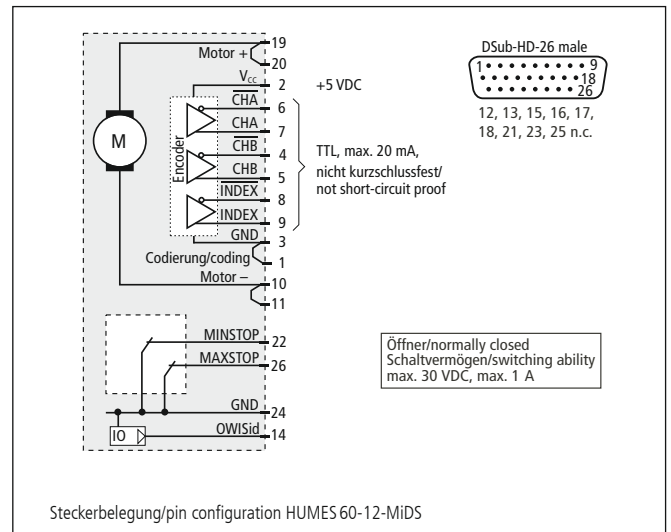 Motor +
19
20
V_CC 2 +5 VDC
C̅H̅A̅ 6
CHA 7
C̅H̅B̅ 4
CHB 5
I̅N̅D̅E̅X̅ 8
INDEX 9
GND 3
Codierung/coding 1
Motor – 10
11
M
Encoder
TTL, max. 20 mA,
nicht kurzschlussfest/
not short-circuit proof
DSub-HD-26 male
1 9
18
26
12, 13, 15, 16, 17,
18, 21, 23, 25 n.c.
MINSTOP 22
MAXSTOP 26
GND 24
IO OWISid 14
Öffner/normally closed
Schaltvermögen/switching ability
max. 30 VDC, max. 1 A
Steckerbelegung/pin configuration HUMES 60-12-MiDS